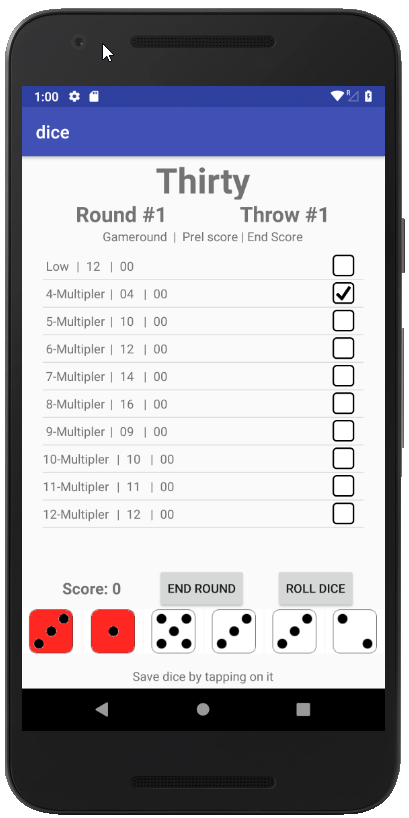 1:00 R
dice
Thirty
Round #1 Throw #1
Gameround | Prel score | End Score
Low | 12 | 00
4-Multipler | 04 | 00
5-Multipler | 10 | 00
6-Multipler | 12 | 00
7-Multipler | 14 | 00
8-Multipler | 16 | 00
9-Multipler | 09 | 00
10-Multipler | 10 | 00
11-Multipler | 11 | 00
12-Multipler | 12 | 00
Score: 0 END ROUND ROLL DICE
Save dice by tapping on it